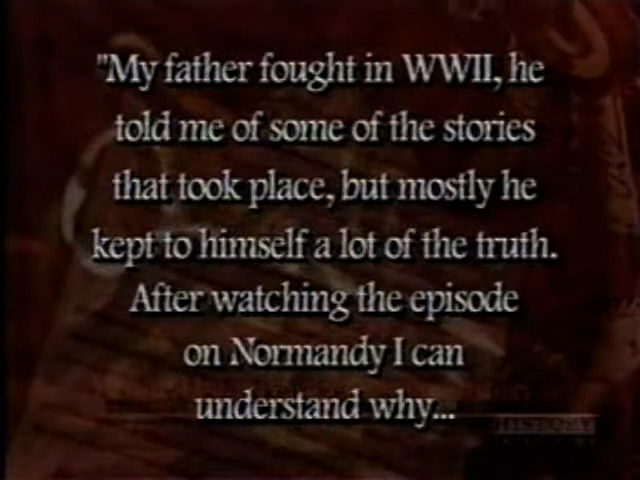 "My father fought in WWII, he
told me of some of the stories
that took place, but mostly he
kept to himself a lot of the truth.
After watching the episode
on Normandy I can
understand why...
HISTORY